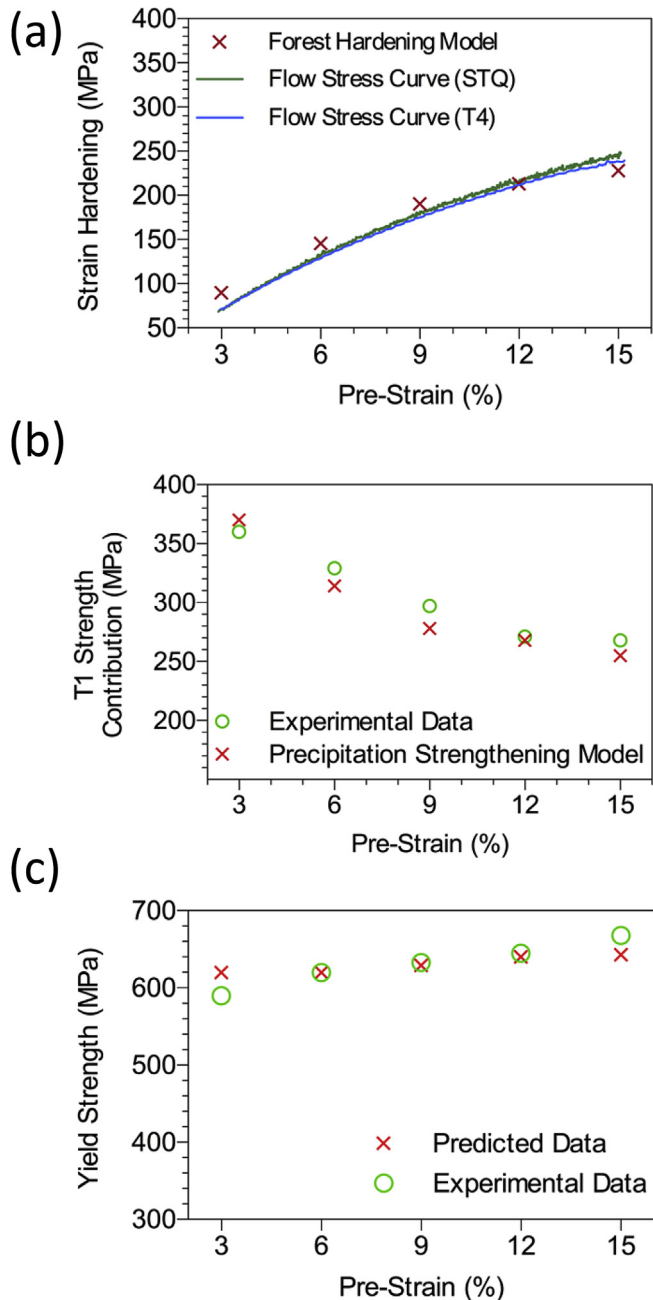 (a)
400
350
300
250
200
150
100
50
Strain Hardening (MPa)
Forest Hardening Model
Flow Stress Curve (STQ)
Flow Stress Curve (T4)
3 6 9 12 15
Pre-Strain (%)
(b)
400
350
300
250
200
T1 Strength
Contribution (MPa)
Experimental Data
Precipitation Strengthening Model
3 6 9 12 15
Pre-Strain (%)
(c)
700
600
500
400
300
Yield Strength (MPa)
Predicted Data
Experimental Data
3 6 9 12 15
Pre-Strain (%)